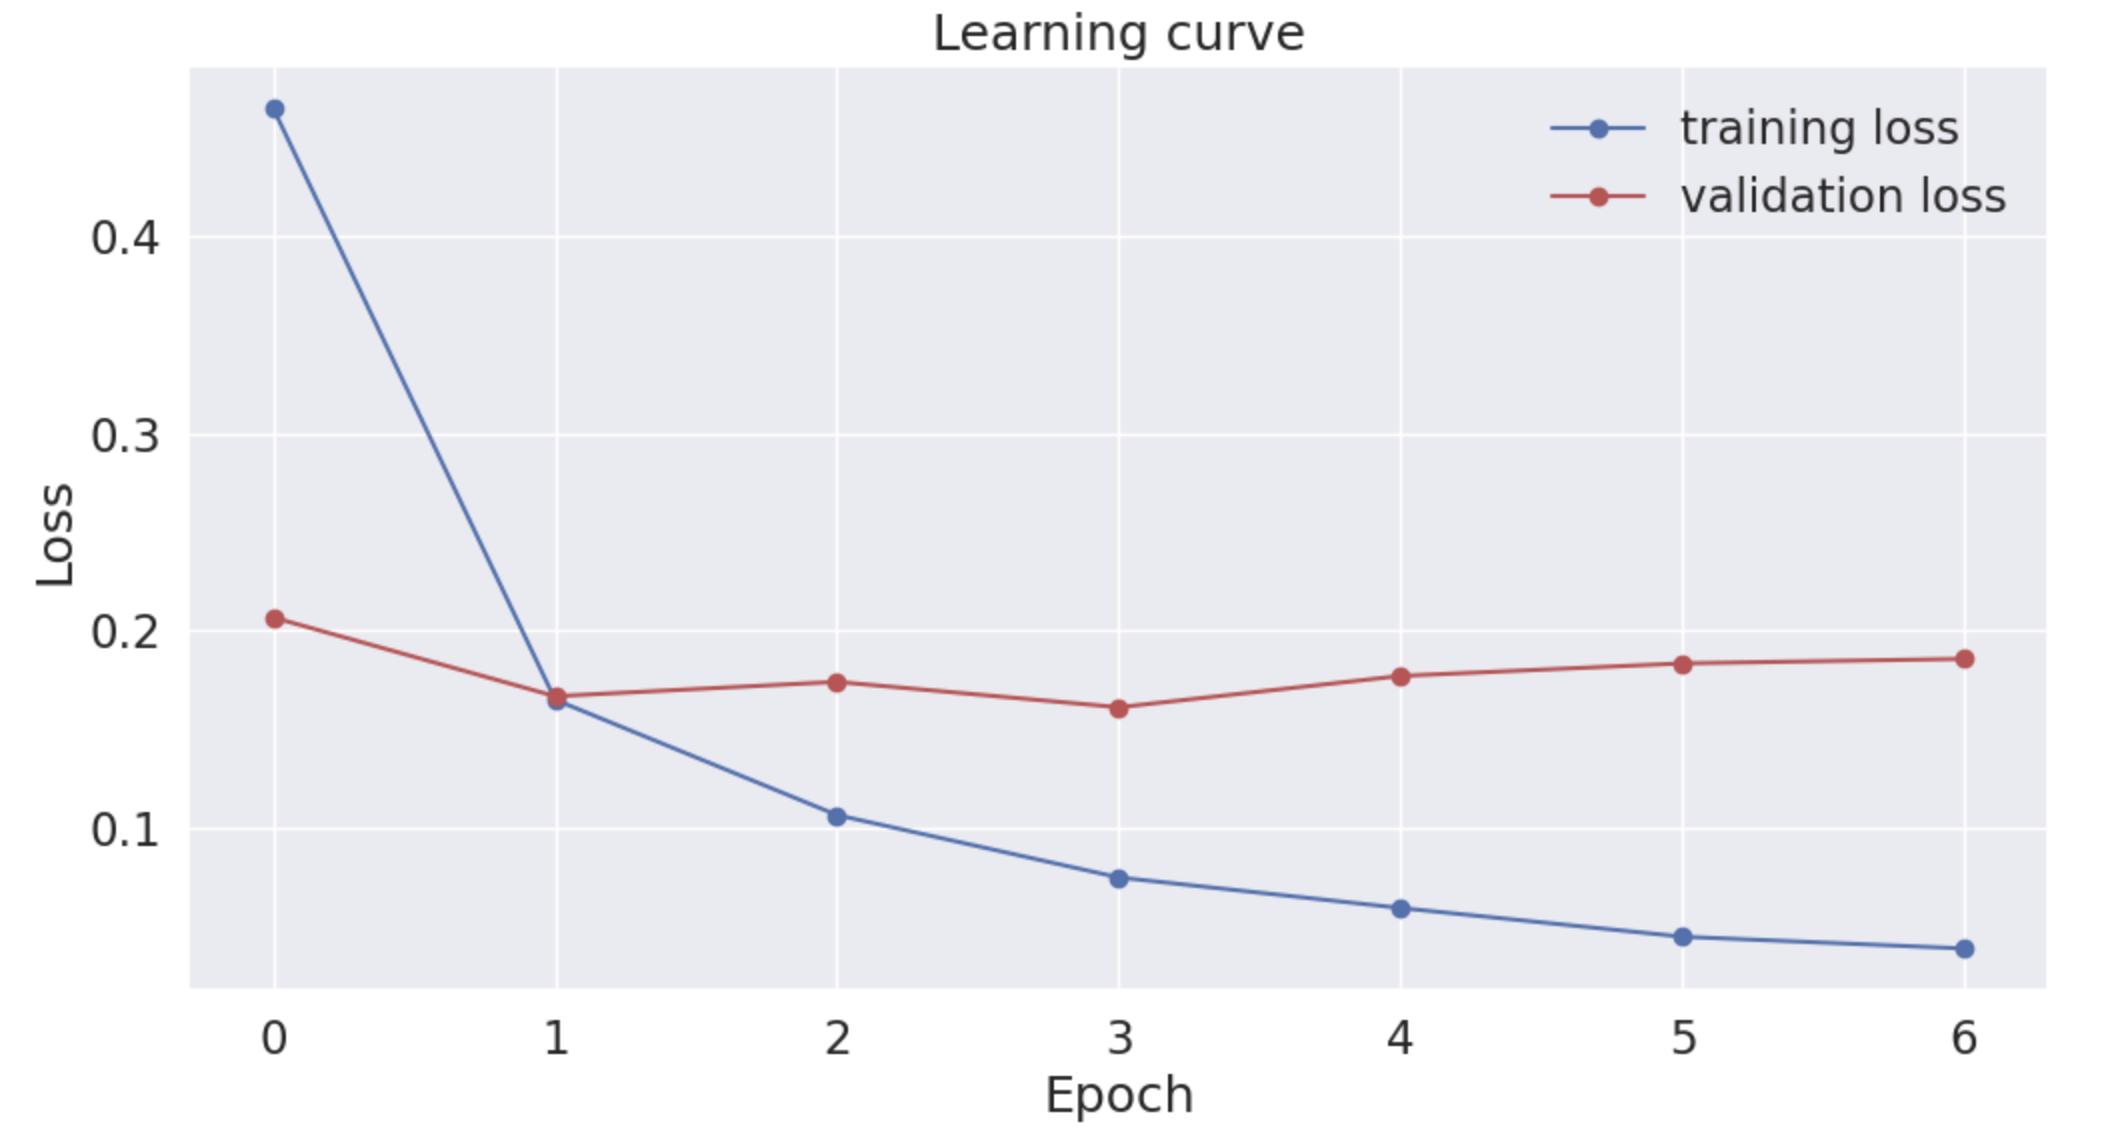 Learning curve
training loss
validation loss
0.4
0.3
0.2
0.1
Loss
0 1 2 3 4 5 6
Epoch